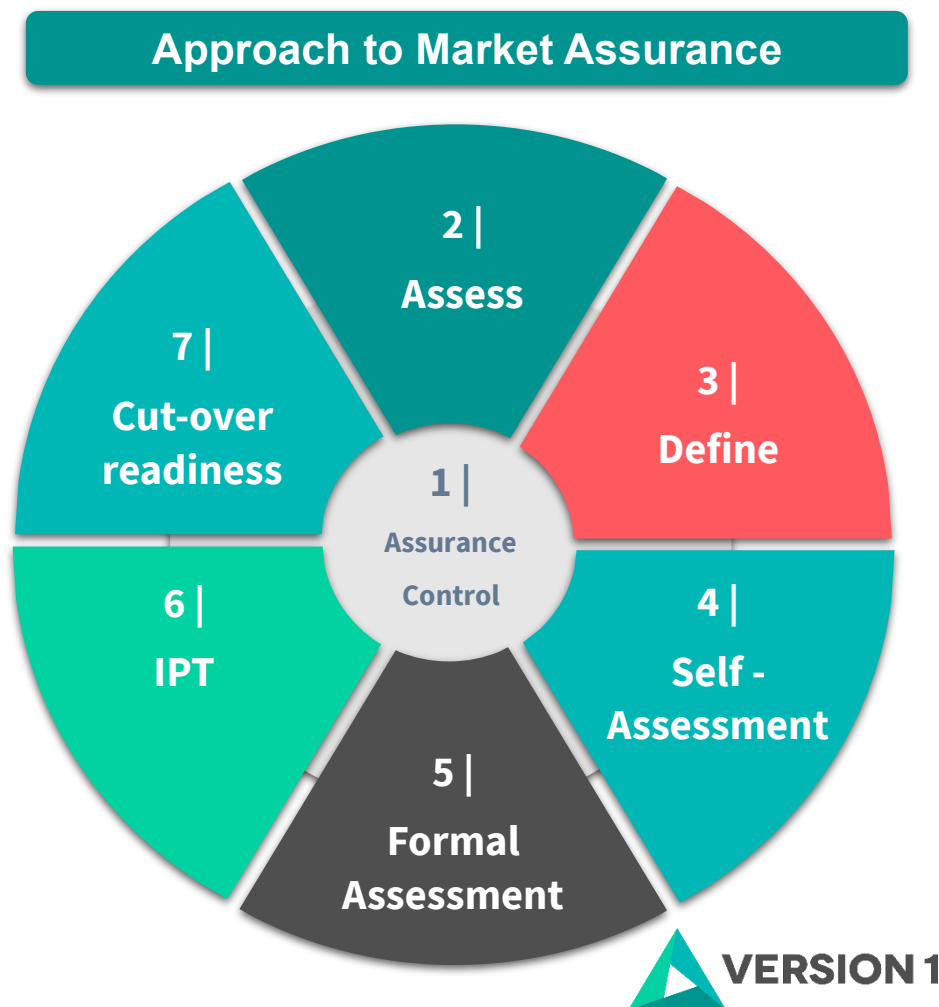 Approach to Market Assurance
1 |
Assurance
Control
2 |
Assess
3 |
Define
4 |
Self -
Assessment
5 |
Formal
Assessment
6 |
IPT
7 |
Cut-over
readiness
VERSION 1